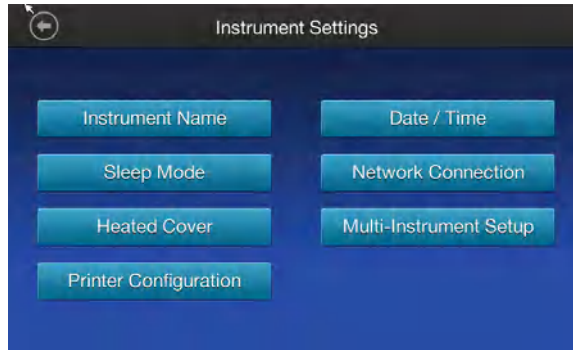 Instrument Settings
Instrument Name
Date / Time
Sleep Mode
Network Connection
Heated Cover
Multi-Instrument Setup
Printer Configuration